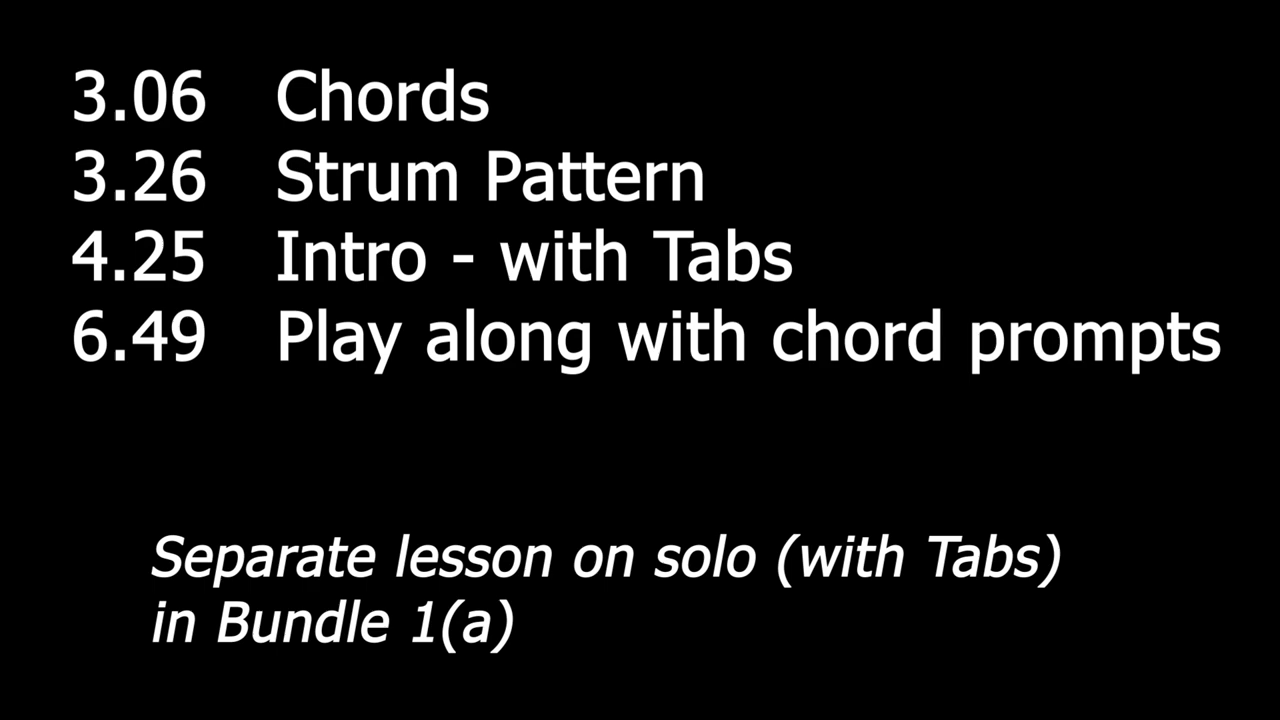 3.06 Chords
3.26 Strum Pattern
4.25 Intro - with Tabs
6.49 Play along with chord prompts
Separate lesson on solo (with Tabs)
in Bundle 1(a)